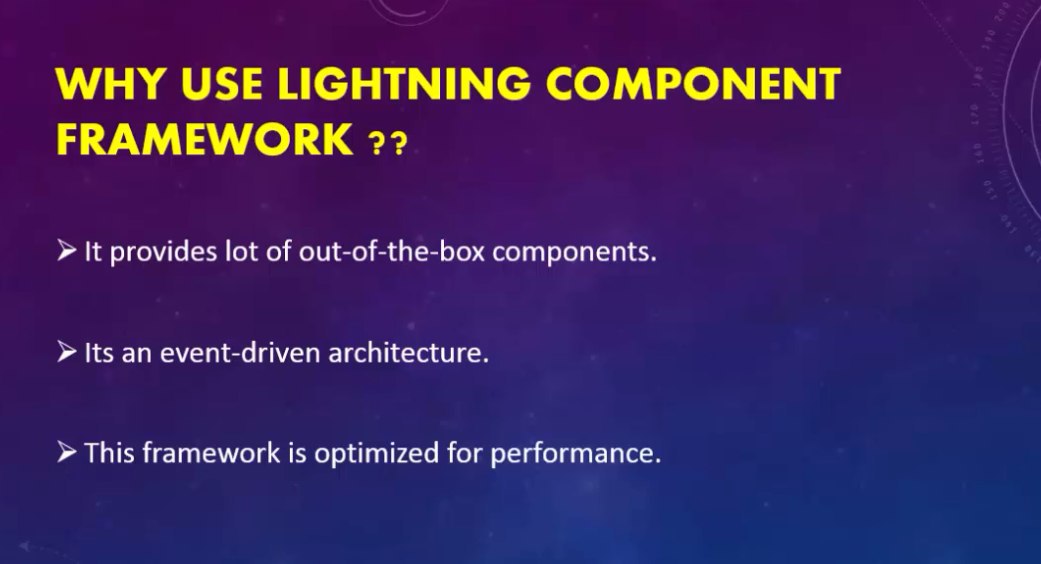 WHY USE LIGHTNING COMPONENT
FRAMEWORK ??
It provides lot of out-of-the-box components.
Its an event-driven architecture.
This framework is optimized for performance.